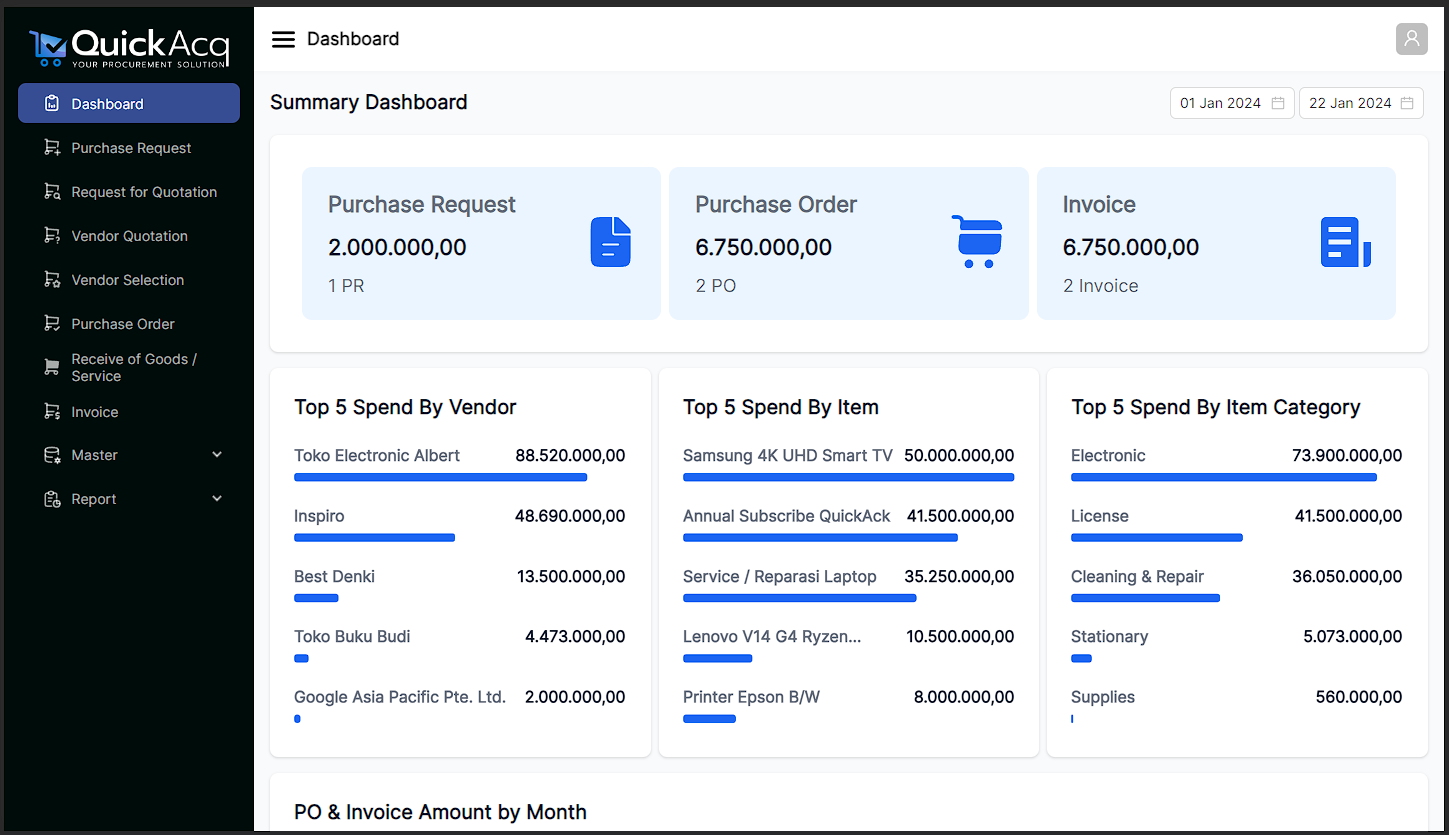 QuickAcq
YOUR PROCUREMENT SOLUTION
Dashboard
Purchase Request
Request for Quotation
Vendor Quotation
Vendor Selection
Purchase Order
Receive of Goods /
Service
Invoice
Master
Report
Dashboard
Summary Dashboard
01 Jan 2024
22 Jan 2024
Purchase Request
2.000.000,00
1 PR
Purchase Order
6.750.000,00
2 PO
Invoice
6.750.000,00
2 Invoice
Top 5 Spend By Vendor
Toko Electronic Albert 88.520.000,00
Inspiro 48.690.000,00
Best Denki 13.500.000,00
Toko Buku Budi 4.473.000,00
Google Asia Pacific Pte. Ltd. 2.000.000,00
Top 5 Spend By Item
Samsung 4K UHD Smart TV 50.000.000,00
Annual Subscribe QuickAck 41.500.000,00
Service / Reparasi Laptop 35.250.000,00
Lenovo V14 G4 Ryzen... 10.500.000,00
Printer Epson B/W 8.000.000,00
Top 5 Spend By Item Category
Electronic 73.900.000,00
License 41.500.000,00
Cleaning & Repair 36.050.000,00
Stationary 5.073.000,00
Supplies 560.000,00
PO & Invoice Amount by Month